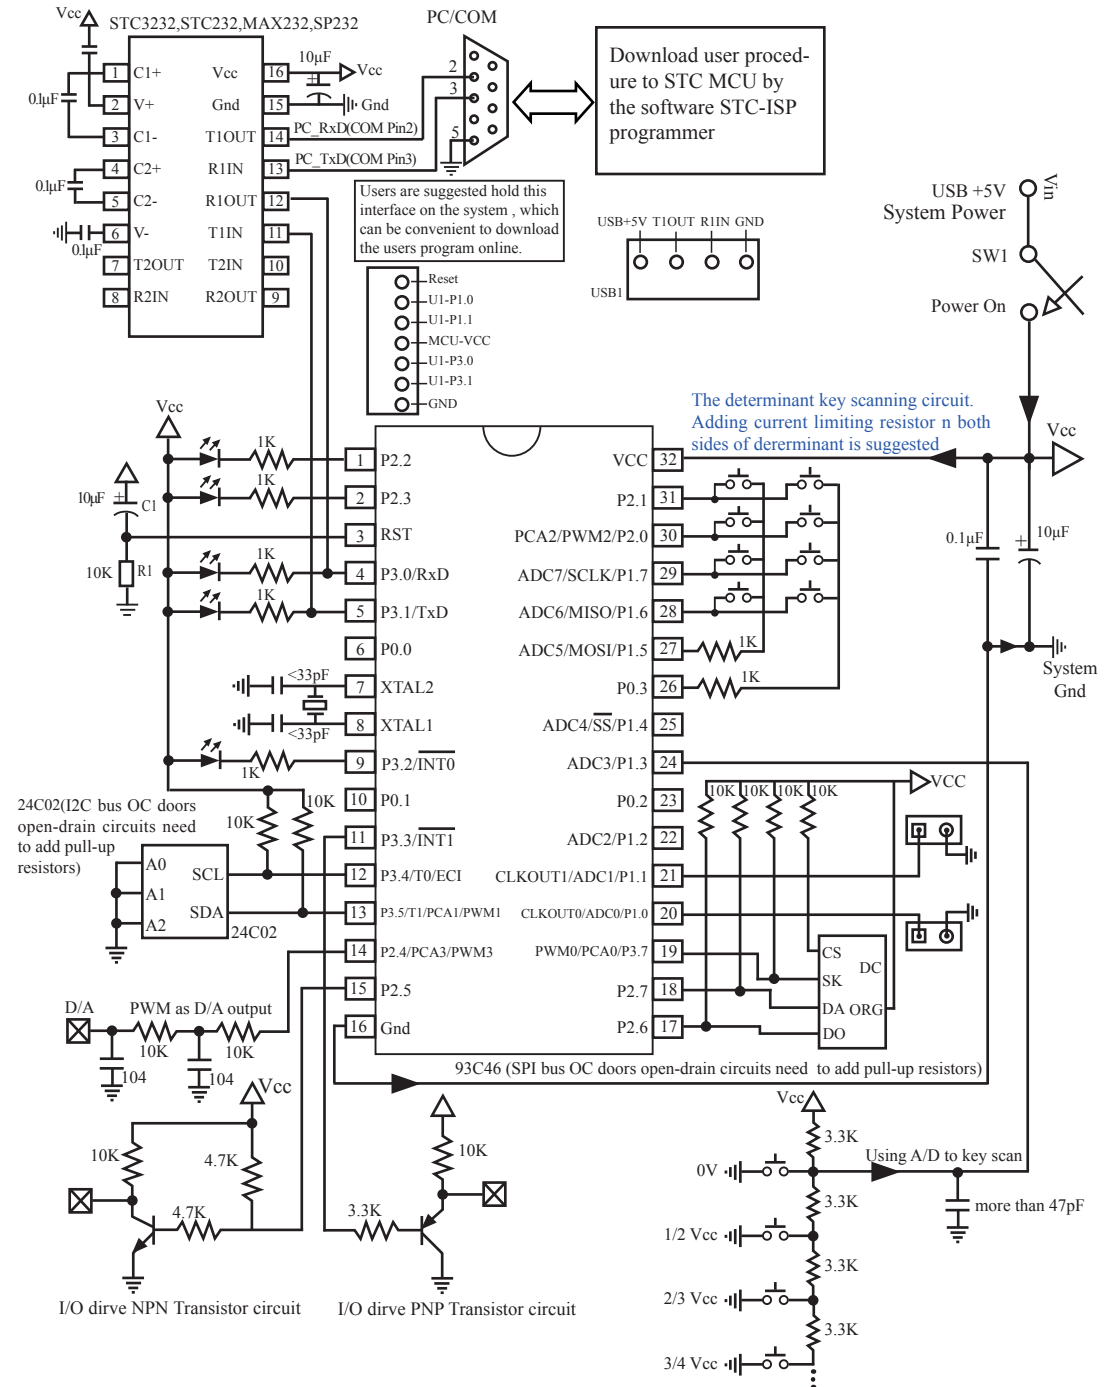 Vcc
STC3232,STC232,MAX232,SP232
PC/COM
1 C1+ Vcc 16
10µF
+
Vcc
0.1µF
2 V+ Gnd 15
Gnd
3 C1- T1OUT 14
PC_RxD(COM Pin2)
4 C2+ R1IN 13
PC_TxD(COM Pin3)
0.1µF
5 C2- R1OUT 12
6 V- T1IN 11
0.1µF
7 T2OUT T2IN 10
8 R2IN R2OUT 9
2
3
5
Download user proced-
ure to STC MCU by
the software STC-ISP
programmer
Users are suggested hold this
interface on the system , which
can be convenient to download
the users program online.
Reset
U1-P1.0
U1-P1.1
MCU-VCC
U1-P3.0
U1-P3.1
GND
USB+5V T1OUT R1IN GND
USB1
USB +5V
System Power
Vin
SW1
Power On
The determinant key scanning circuit.
Adding current limiting resistor n both
sides of dererminant is suggested
Vcc
0.1µF
+
10µF
System
Gnd
Vcc
1K
1K
10µF
+
C1
10K
R1
1K
1K
<33pF
<33pF
1K
1 P2.2
2 P2.3
3 RST
4 P3.0/RxD
5 P3.1/TxD
6 P0.0
7 XTAL2
8 XTAL1
9 P3.2/INT0
10 P0.1
11 P3.3/INT1
12 P3.4/T0/ECI
13 P3.5/T1/PCA1/PWM1
14 P2.4/PCA3/PWM3
15 P2.5
16 Gnd
VCC 32
P2.1 31
PCA2/PWM2/P2.0 30
ADC7/SCLK/P1.7 29
ADC6/MISO/P1.6 28
ADC5/MOSI/P1.5 27
P0.3 26
ADC4/SS/P1.4 25
ADC3/P1.3 24
P0.2 23
ADC2/P1.2 22
CLKOUT1/ADC1/P1.1 21
CLKOUT0/ADC0/P1.0 20
PWM0/PCA0/P3.7 19
P2.7 18
P2.6 17
1K
1K
24C02(I2C bus OC doors
open-drain circuits need
to add pull-up
resistors)
10K
10K
A0
A1
A2
SCL
SDA
24C02
VCC
10K 10K 10K 10K
CS
SK
DC
DA ORG
DO
93C46 (SPI bus OC doors open-drain circuits need to add pull-up resistors)
D/A
PWM as D/A output
10K
10K
104
104
Vcc
10K
4.7K
4.7K
I/O dirve NPN Transistor circuit
10K
3.3K
I/O dirve PNP Transistor circuit
Vcc
3.3K
Using A/D to key scan
0V
3.3K
more than 47pF
1/2 Vcc
3.3K
2/3 Vcc
3.3K
3/4 Vcc